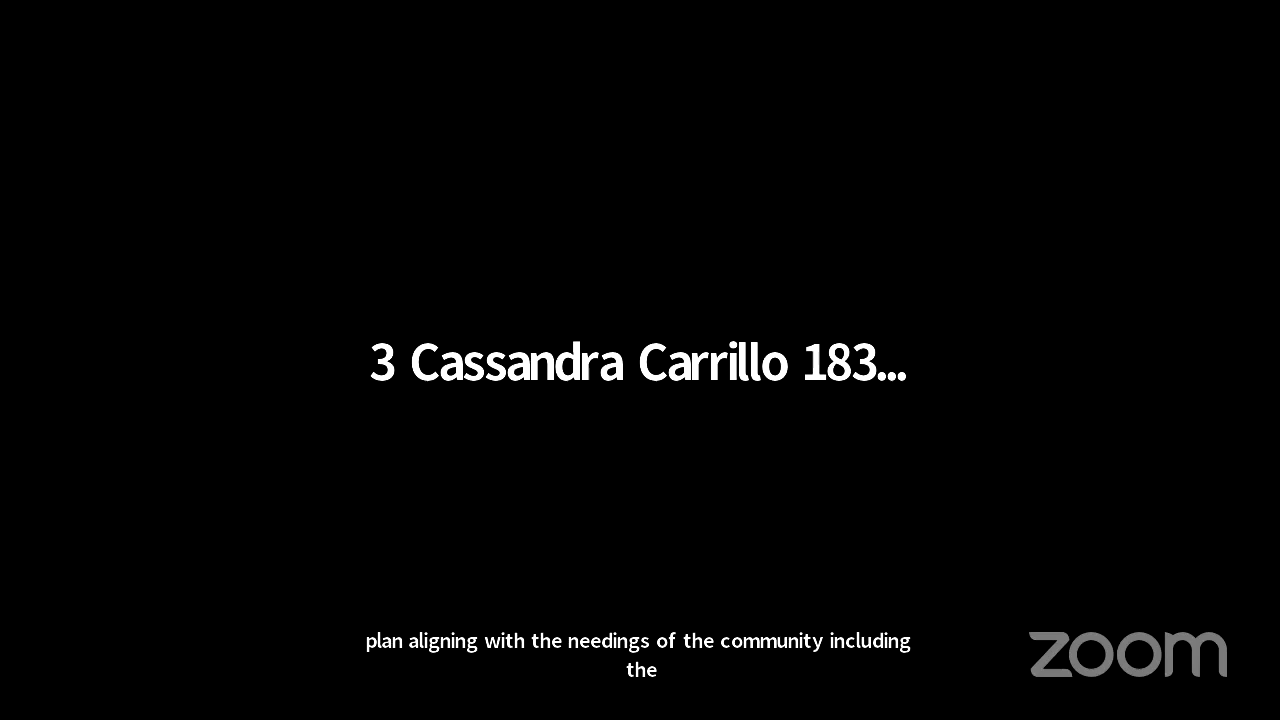 3 Cassandra Carrillo 183...
plan aligning with the needings of the community including
the
zoom